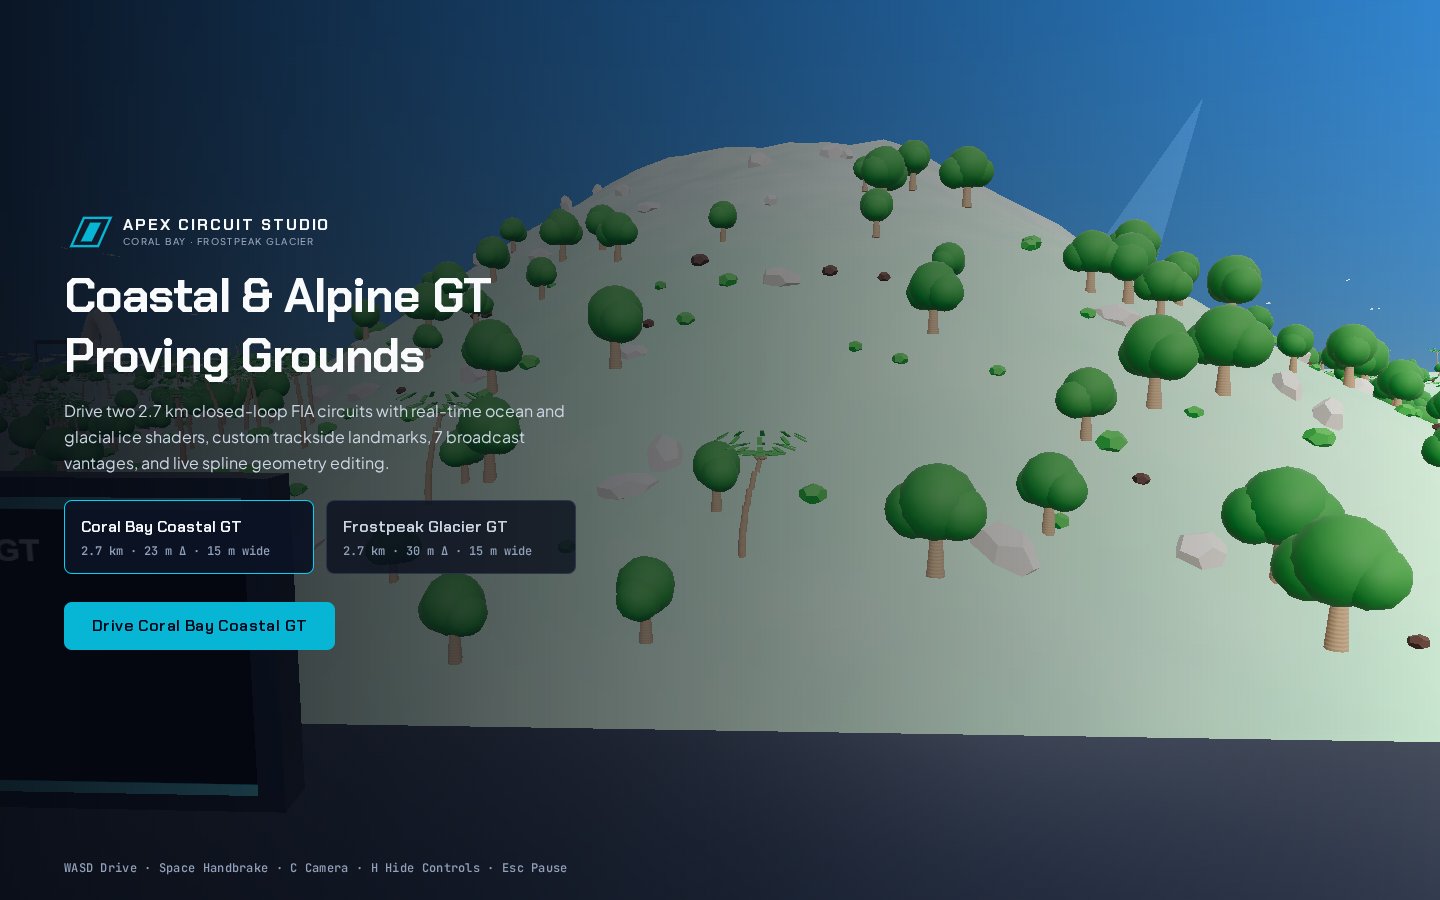 APEX CIRCUIT STUDIO
CORAL BAY · FROSTPEAK GLACIER
Coastal & Alpine GT
Proving Grounds
Drive two 2.7 km closed-loop FIA circuits with real-time ocean and
glacial ice shaders, custom trackside landmarks, 7 broadcast
vantages, and live spline geometry editing.
Coral Bay Coastal GT
2.7 km · 23 m Δ · 15 m wide
Frostpeak Glacier GT
2.7 km · 30 m Δ · 15 m wide
GT
Drive Coral Bay Coastal GT
WASD Drive · Space Handbrake · C Camera · H Hide Controls · Esc Pause